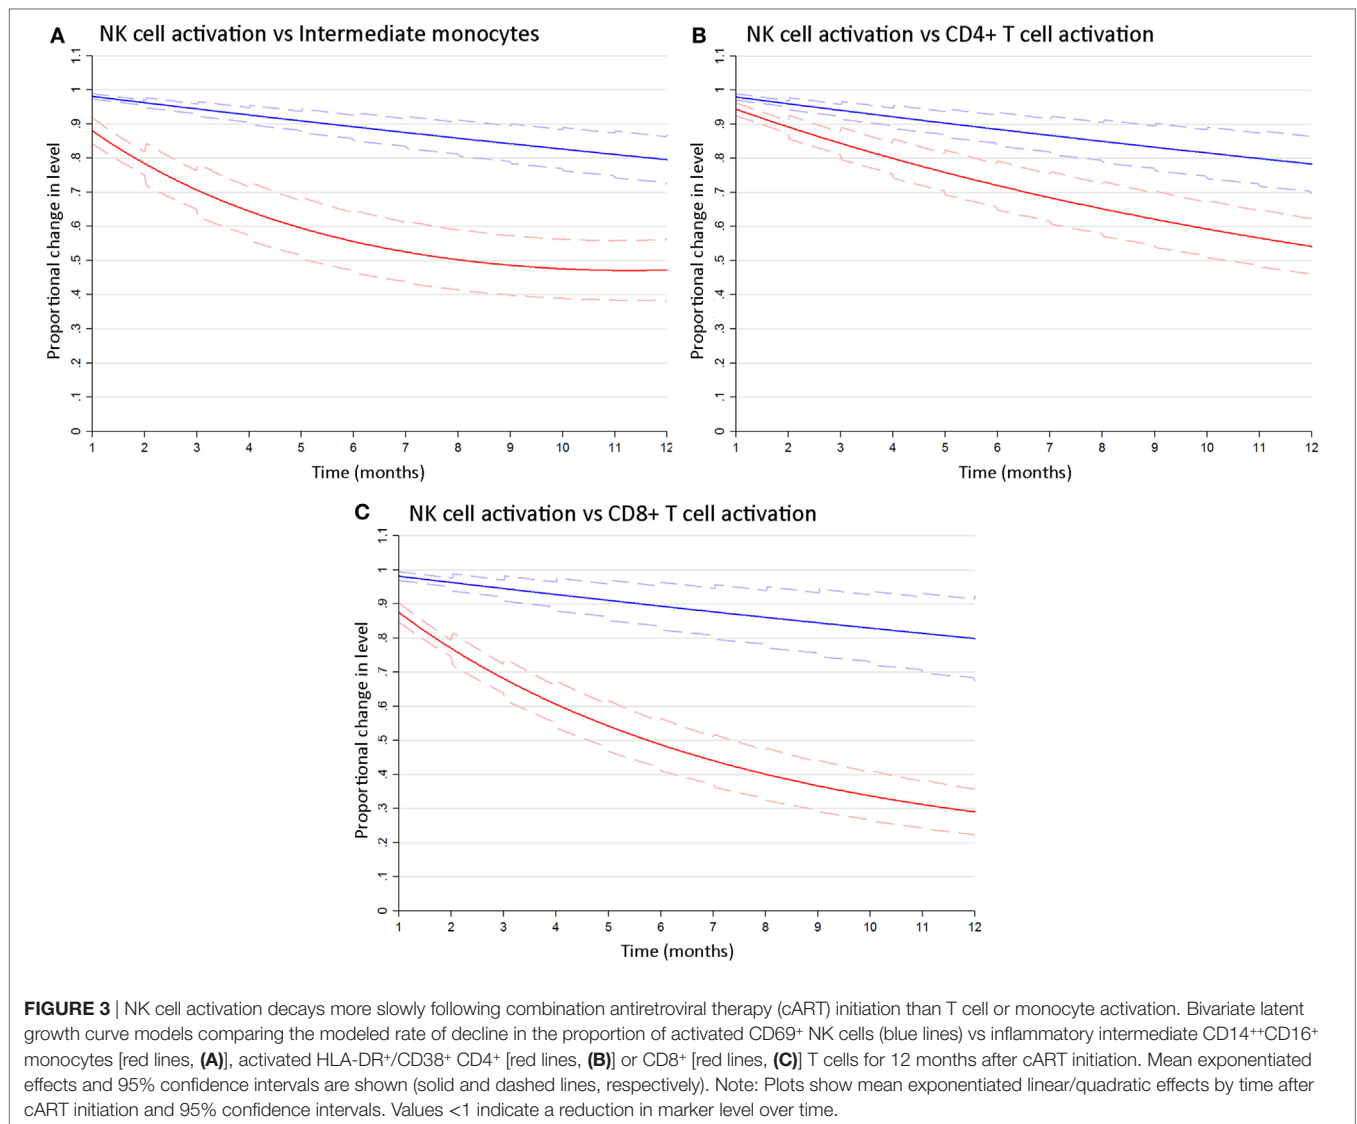 A NK cell activation vs Intermediate monocytes
1.1
1
.9
.8
.7
.6
.5
.4
.3
.2
.1
0
Proportional change in level
1 2 3 4 5 6 7 8 9 10 11 12
Time (months)
B NK cell activation vs CD4+ T cell activation
1.1
1
.9
.8
.7
.6
.5
.4
.3
.2
.1
0
Proportional change in level
1 2 3 4 5 6 7 8 9 10 11 12
Time (months)
C NK cell activation vs CD8+ T cell activation
1.1
1
.9
.8
.7
.6
.5
.4
.3
.2
.1
0
Proportional change in level
1 2 3 4 5 6 7 8 9 10 11 12
Time (months)
FIGURE 3 | NK cell activation decays more slowly following combination antiretroviral therapy (cART) initiation than T cell or monocyte activation. Bivariate latent
growth curve models comparing the modeled rate of decline in the proportion of activated CD69⁺ NK cells (blue lines) vs inflammatory intermediate CD14⁺⁺CD16⁺
monocytes [red lines, (A)], activated HLA-DR⁺/CD38⁺ CD4⁺ [red lines, (B)] or CD8⁺ [red lines, (C)] T cells for 12 months after cART initiation. Mean exponentiated
effects and 95% confidence intervals are shown (solid and dashed lines, respectively). Note: Plots show mean exponentiated linear/quadratic effects by time after
cART initiation and 95% confidence intervals. Values <1 indicate a reduction in marker level over time.